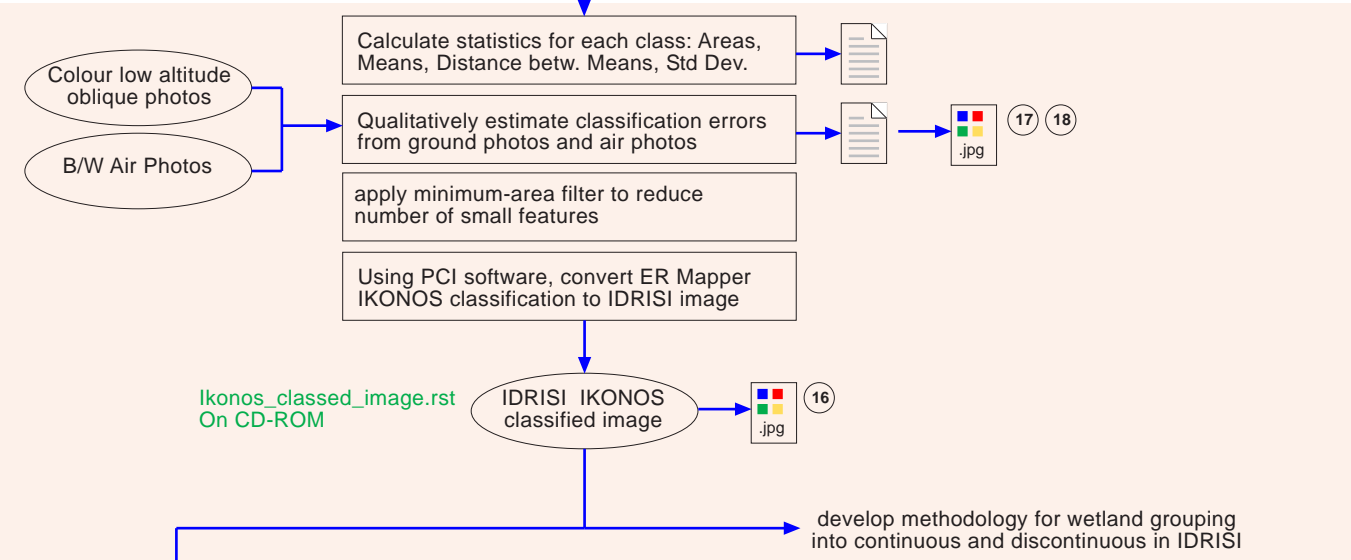 Calculate statistics for each class: Areas,
Means, Distance betw. Means, Std Dev.
Colour low altitude
oblique photos
B/W Air Photos
Qualitatively estimate classification errors
from ground photos and air photos
.jpg
17 18
apply minimum-area filter to reduce
number of small features
Using PCI software, convert ER Mapper
IKONOS classification to IDRISI image
Ikonos_classed_image.rst
On CD-ROM
IDRISI IKONOS
classified image
.jpg
16
develop methodology for wetland grouping
into continuous and discontinuous in IDRISI